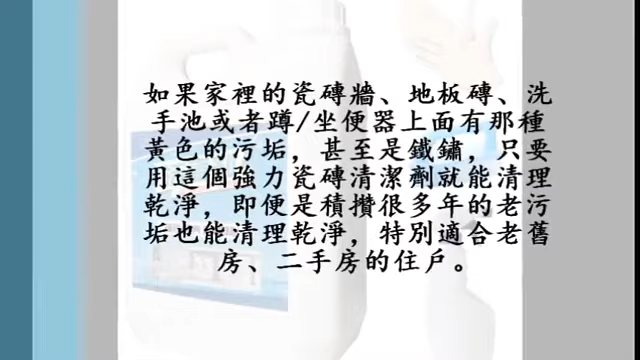 如果家裡的瓷磚牆、地板磚、洗
手池或者蹲/坐便器上面有那種
黃色的污垢，甚至是鐵鏽，只要
用這個強力瓷磚清潔劑就能清理
乾淨，即便是積攢很多年的老污
垢也能清理乾淨，特別適合老舊
房、二手房的住戶。